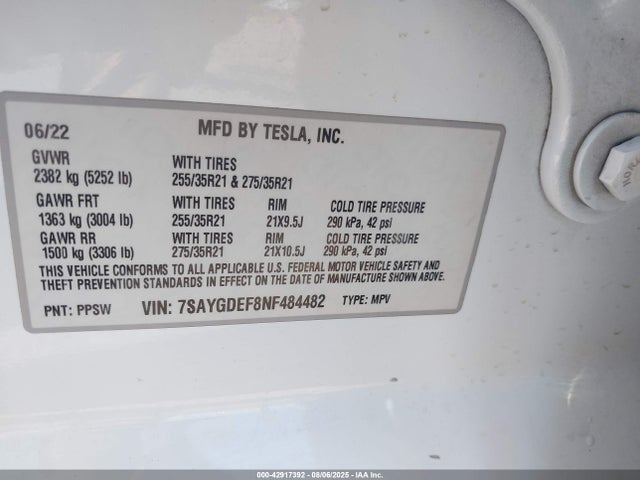 06/22 MFD BY TESLA, INC.
GVWR WITH TIRES
2382 kg (5252 lb) 255/35R21 & 275/35R21
GAWR FRT WITH TIRES RIM COLD TIRE PRESSURE
1363 kg (3004 lb) 255/35R21 21X9.5J 290 kPa, 42 psi
GAWR RR WITH TIRES RIM COLD TIRE PRESSURE
1500 kg (3306 lb) 275/35R21 21X10.5J 290 kPa, 42 psi
THIS VEHICLE CONFORMS TO ALL APPLICABLE U.S. FEDERAL MOTOR VEHICLE SAFETY AND
THEFT PREVENTION STANDARDS IN EFFECT ON THE DATE OF MANUFACTURE SHOWN ABOVE.
PNT: PPSW VIN: 7SAYGDEF8NF484482 TYPE: MPV
000-42917392 - 08/06/2025 - IAA Inc.